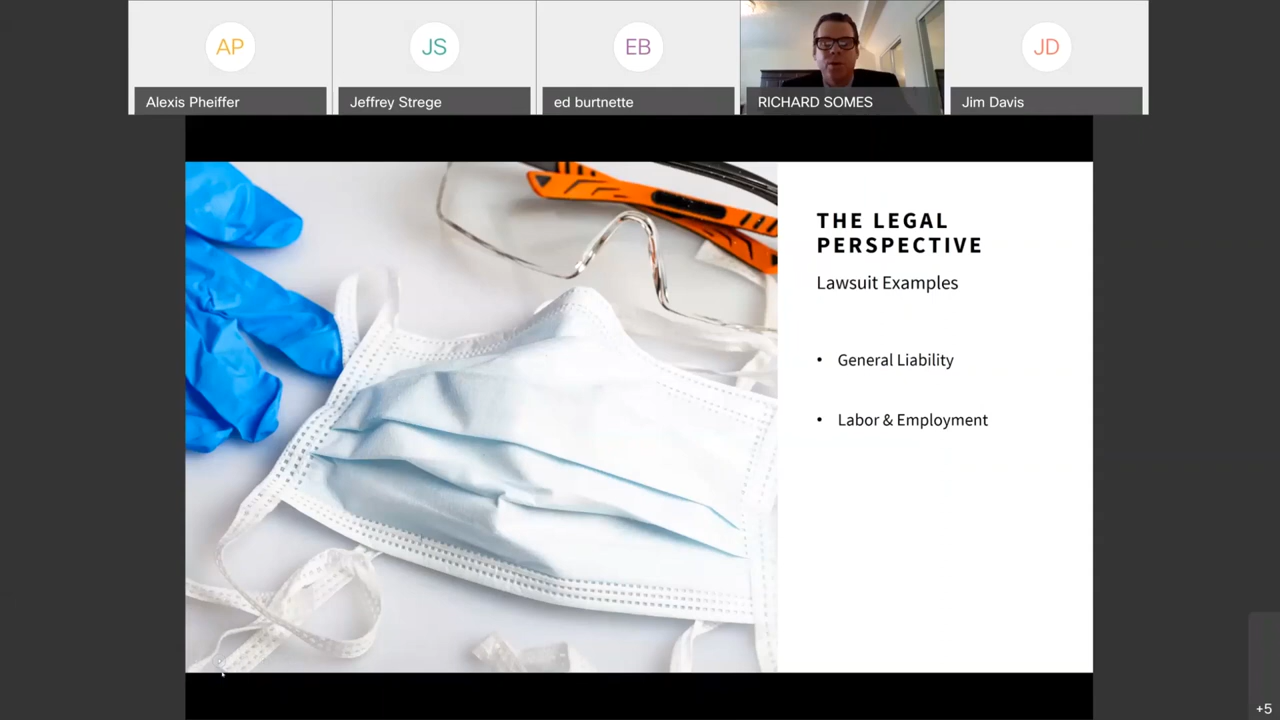 AP
JS
EB
JD
Alexis Pheiffer
Jeffrey Strege
ed burtnette
RICHARD SOMES
Jim Davis
THE LEGAL
PERSPECTIVE
Lawsuit Examples
• General Liability
• Labor & Employment
+5